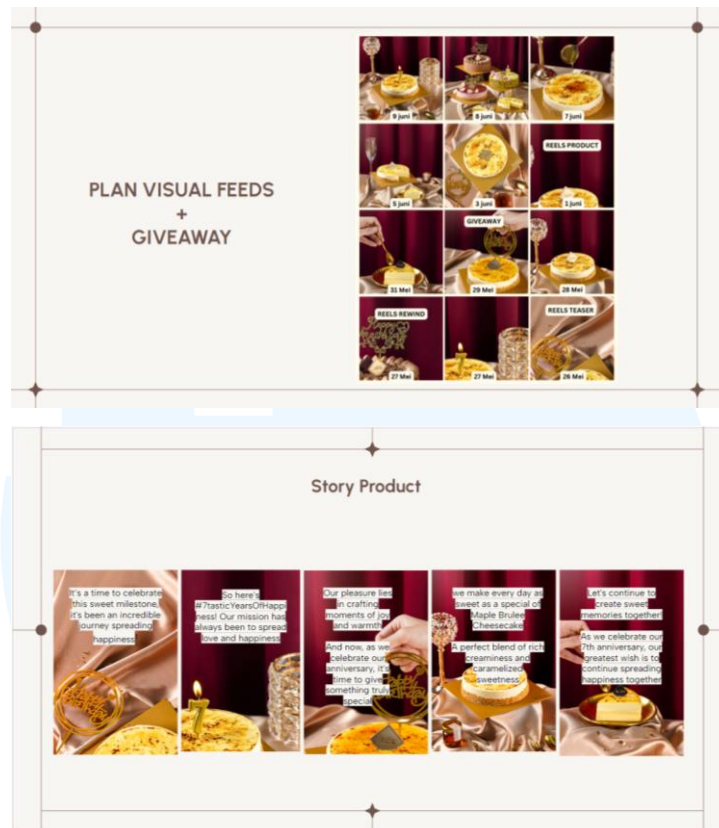 PLAN VISUAL FEEDS
+
GIVEAWAY
9 juni
8 juni
7 juni
5 juni
3 juni
REELS PRODUCT
1 juni
31 Mei
GIVEAWAY
29 Mei
28 Mei
REELS REWIND
27 Mei
27 Mei
REELS TEASER
26 Mei
Story Product
It's a time to celebrate
this sweet milestone,
it's been an incredible
journey spreading
happiness
So here's
#7tasticYearsOfHappi
ness! Our mission has
always been to spread
love and happiness
7
Our pleasure lies
in crafting
moments of joy
and warmth
And now, as we
celebrate our
anniversary, it's
time to give
something truly
special
we make every day as
sweet as a special of
Maple Brulee
Cheesecake
A perfect blend of rich
creaminess and
caramelized
sweetness
Let's continue to
create sweet
memories together!
As we celebrate our
7th anniversary, our
greatest wish is to
continue spreading
happiness together